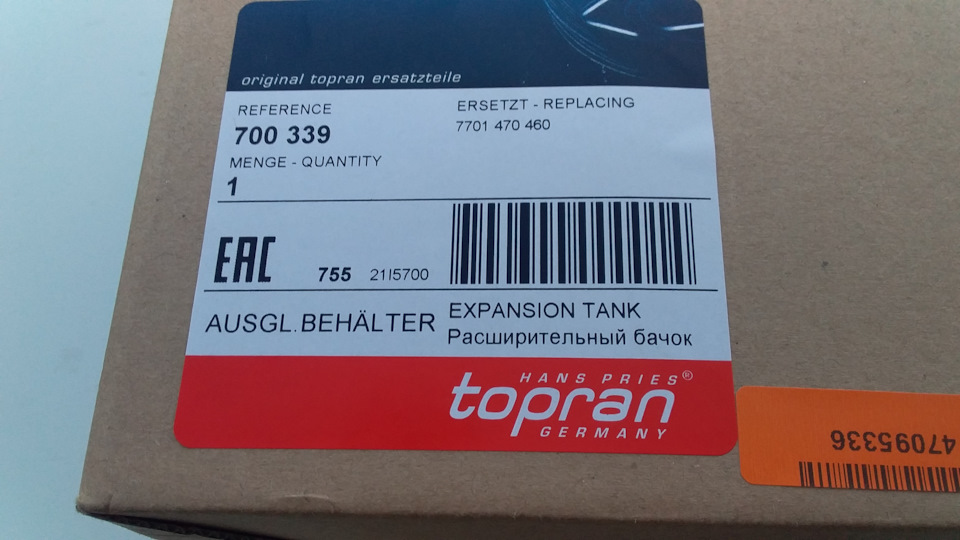 original topran ersatzteile
REFERENCE
700 339
ERSETZT - REPLACING
7701 470 460
MENGE - QUANTITY
1
EAC
755 21I5700
AUSGL.BEHÄLTER
EXPANSION TANK
Расширительный бачок
HANS PRIES®
topran
GERMANY
47095336